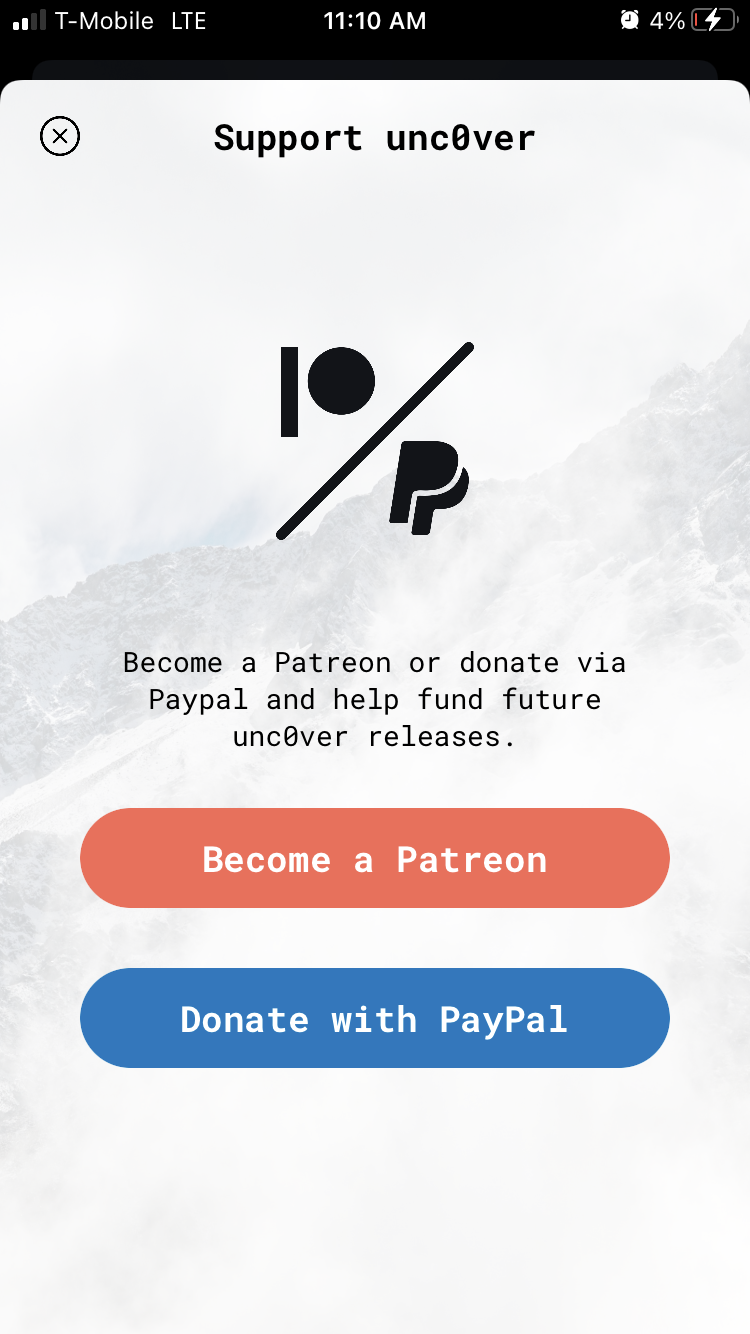 T-Mobile LTE 11:10 AM 4%
Support unc0ver
Become a Patreon or donate via
Paypal and help fund future
unc0ver releases.
Become a Patreon
Donate with PayPal